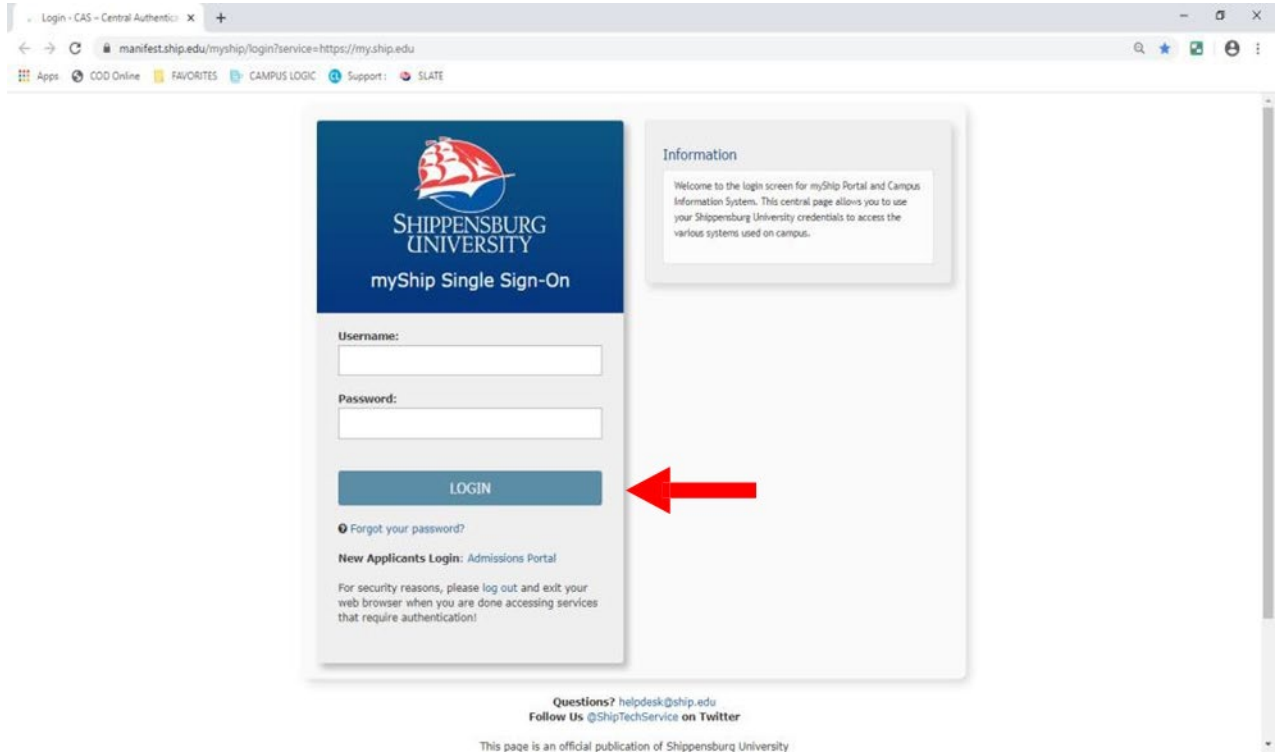 Login - CAS – Central Authentic
manifest.ship.edu/myship/login?service=https://my.ship.edu
Apps COD Online FAVORITES CAMPUS LOGIC Support : SLATE
SHIPPENSBURG
UNIVERSITY
myShip Single Sign-On
Username:
Password:
LOGIN
Forgot your password?
New Applicants Login: Admissions Portal
For security reasons, please log out and exit your
web browser when you are done accessing services
that require authentication!
Information
Welcome to the login screen for myShip Portal and Campus
Information System. This central page allows you to use
your Shippensburg University credentials to access the
various systems used on campus.
Questions? helpdesk@ship.edu
Follow Us @ShipTechService on Twitter
This page is an official publication of Shippensburg University